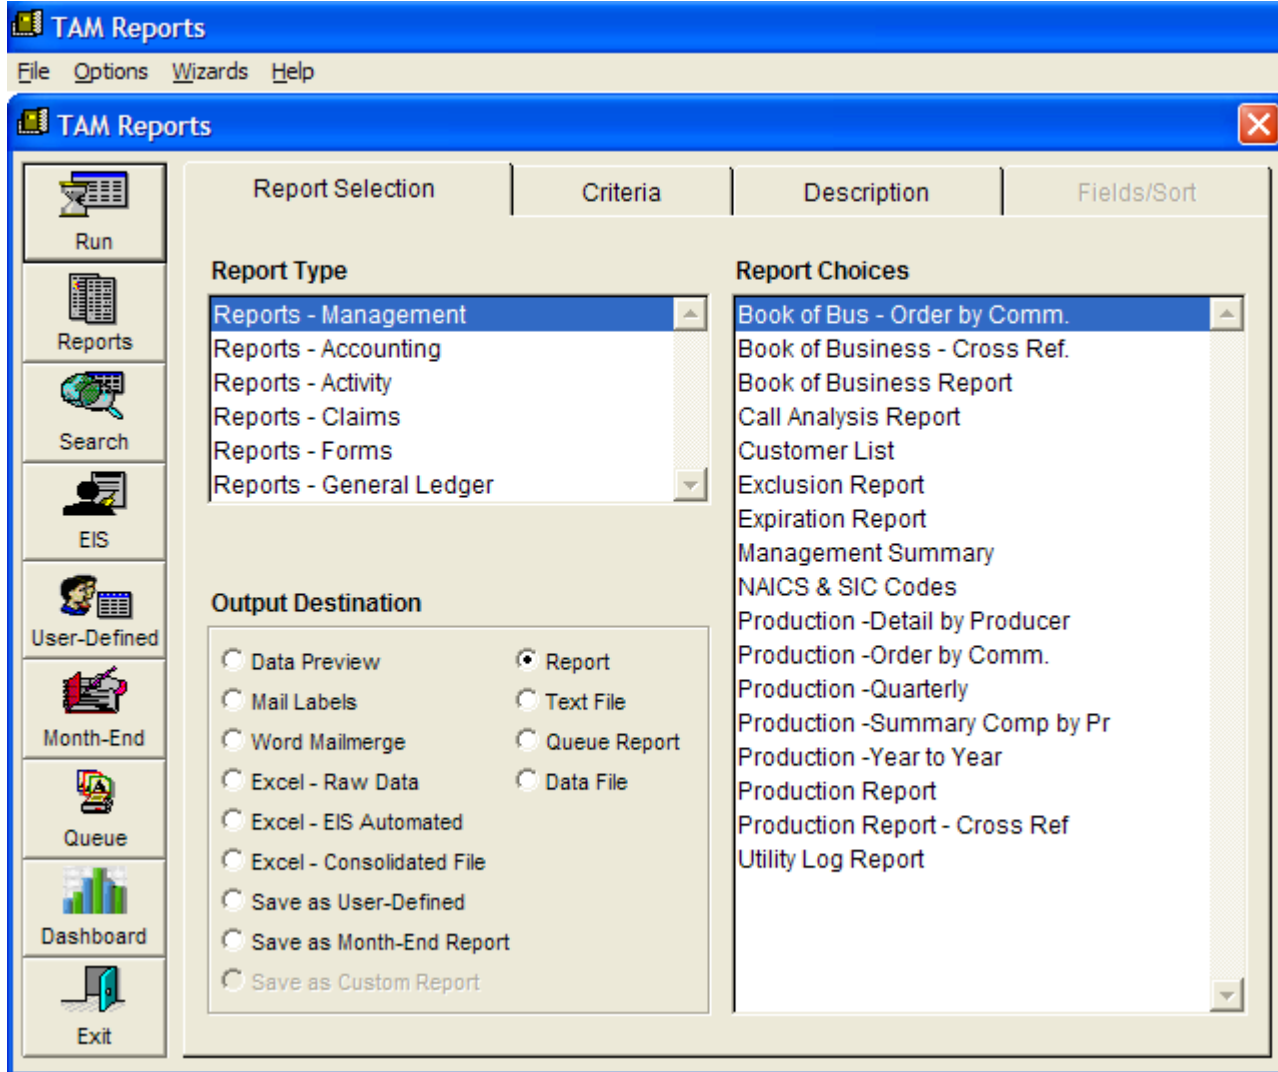 TAM Reports
File Options Wizards Help
TAM Reports
Run
Reports
Search
EIS
User-Defined
Month-End
Queue
Dashboard
Exit
Report Selection
Criteria
Description
Fields/Sort
Report Type
Reports - Management
Reports - Accounting
Reports - Activity
Reports - Claims
Reports - Forms
Reports - General Ledger
Output Destination
Data Preview
Mail Labels
Word Mailmerge
Excel - Raw Data
Excel - EIS Automated
Excel - Consolidated File
Save as User-Defined
Save as Month-End Report
Save as Custom Report
Report
Text File
Queue Report
Data File
Report Choices
Book of Bus - Order by Comm.
Book of Business - Cross Ref.
Book of Business Report
Call Analysis Report
Customer List
Exclusion Report
Expiration Report
Management Summary
NAICS & SIC Codes
Production -Detail by Producer
Production -Order by Comm.
Production -Quarterly
Production -Summary Comp by Pr
Production -Year to Year
Production Report
Production Report - Cross Ref
Utility Log Report